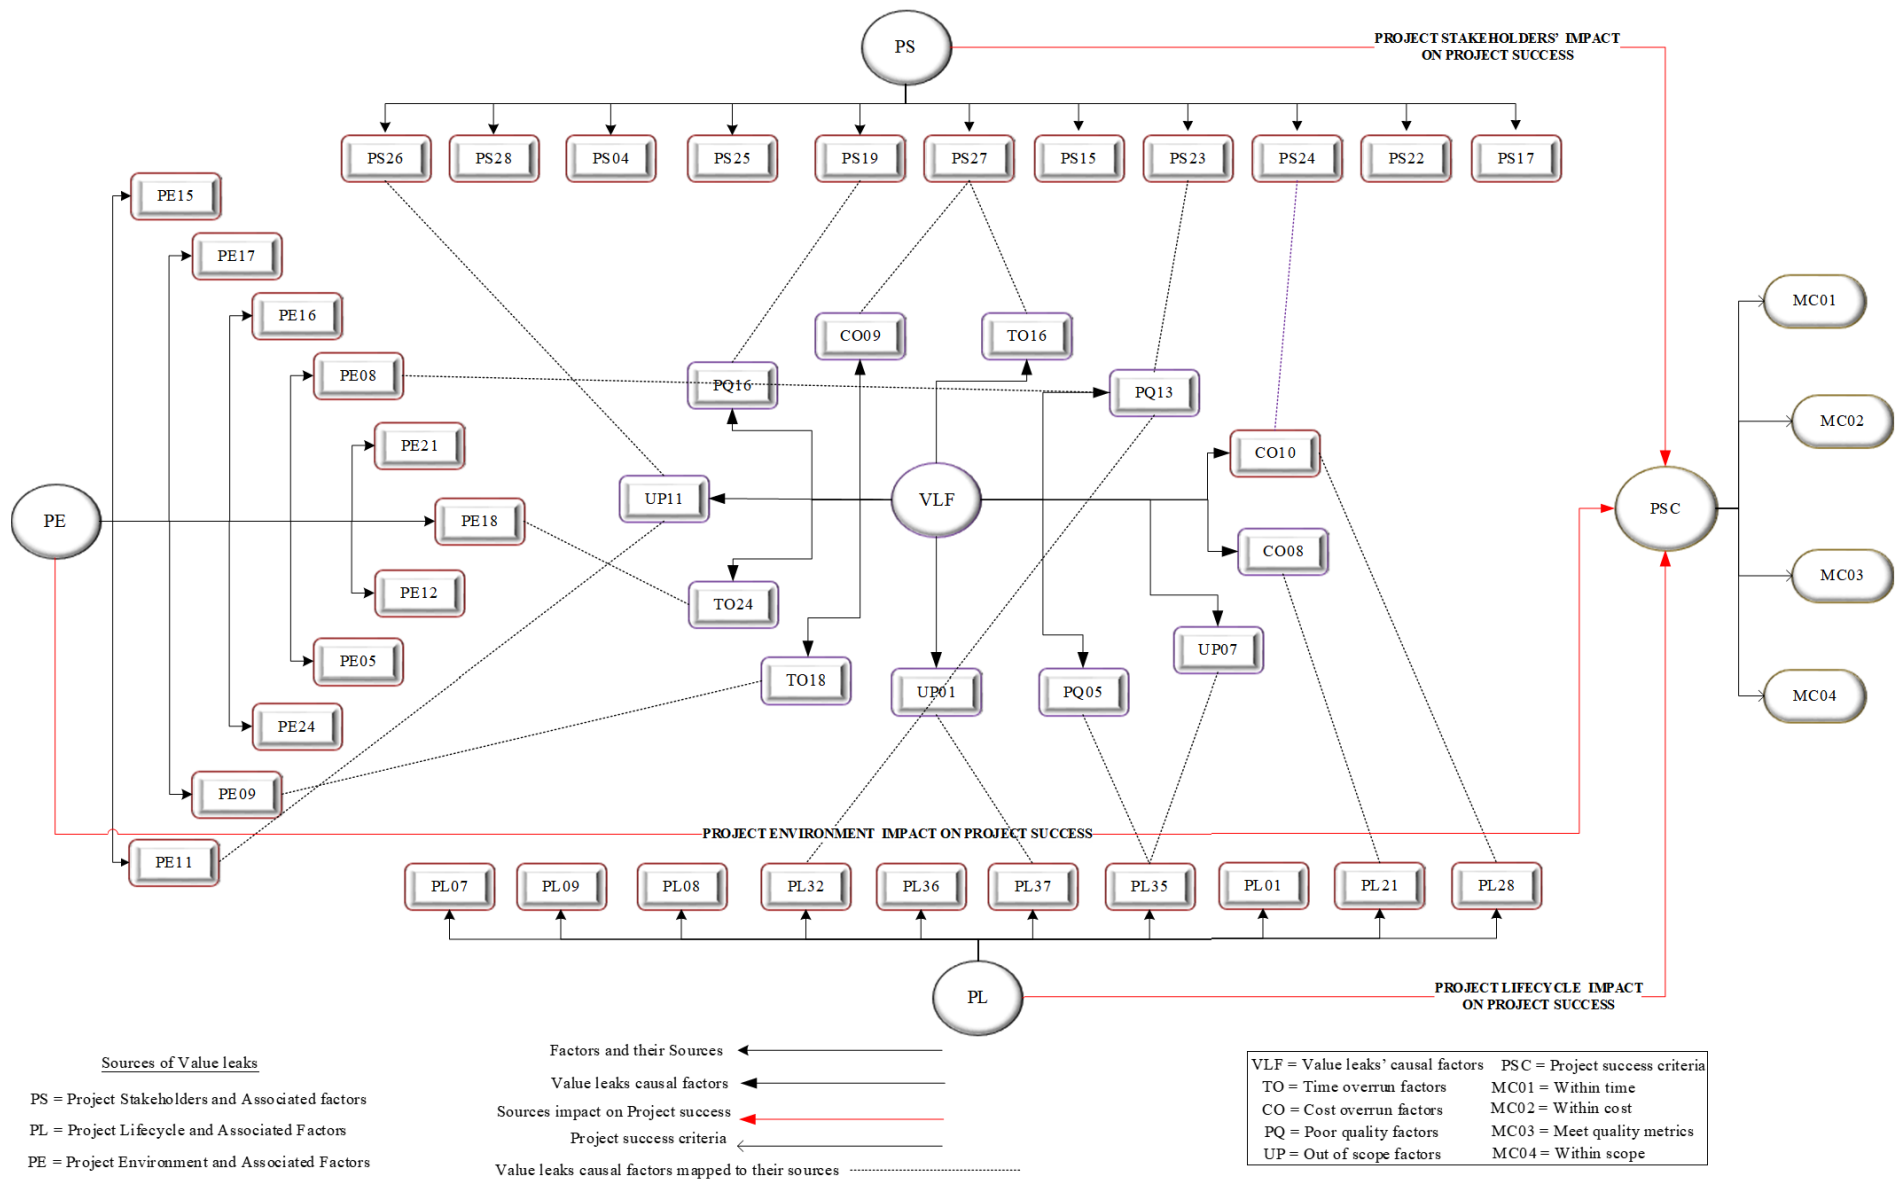 PS
PROJECT STAKEHOLDERS' IMPACT
ON PROJECT SUCCESS
PS26
PS28
PS04
PS25
PS19
PS27
PS15
PS23
PS24
PS22
PS17
PE15
PE17
PE16
PE08
PE21
PE
PE18
PE12
PE05
PE24
PE09
PE11
CO09
TO16
PQ16
PQ13
CO10
UP11
VLF
CO08
TO24
UP07
TO18
UP01
PQ05
PSC
MC01
MC02
MC03
MC04
PROJECT ENVIRONMENT IMPACT ON PROJECT SUCCESS
PL07
PL09
PL08
PL32
PL36
PL37
PL35
PL01
PL21
PL28
PL
PROJECT LIFECYCLE IMPACT
ON PROJECT SUCCESS
Sources of Value leaks
PS = Project Stakeholders and Associated factors
PL = Project Lifecycle and Associated Factors
PE = Project Environment and Associated Factors
Factors and their Sources
Value leaks causal factors
Sources impact on Project success
Project success criteria
Value leaks causal factors mapped to their sources
VLF = Value leaks' causal factors
TO = Time overrun factors
CO = Cost overrun factors
PQ = Poor quality factors
UP = Out of scope factors
PSC = Project success criteria
MC01 = Within time
MC02 = Within cost
MC03 = Meet quality metrics
MC04 = Within scope